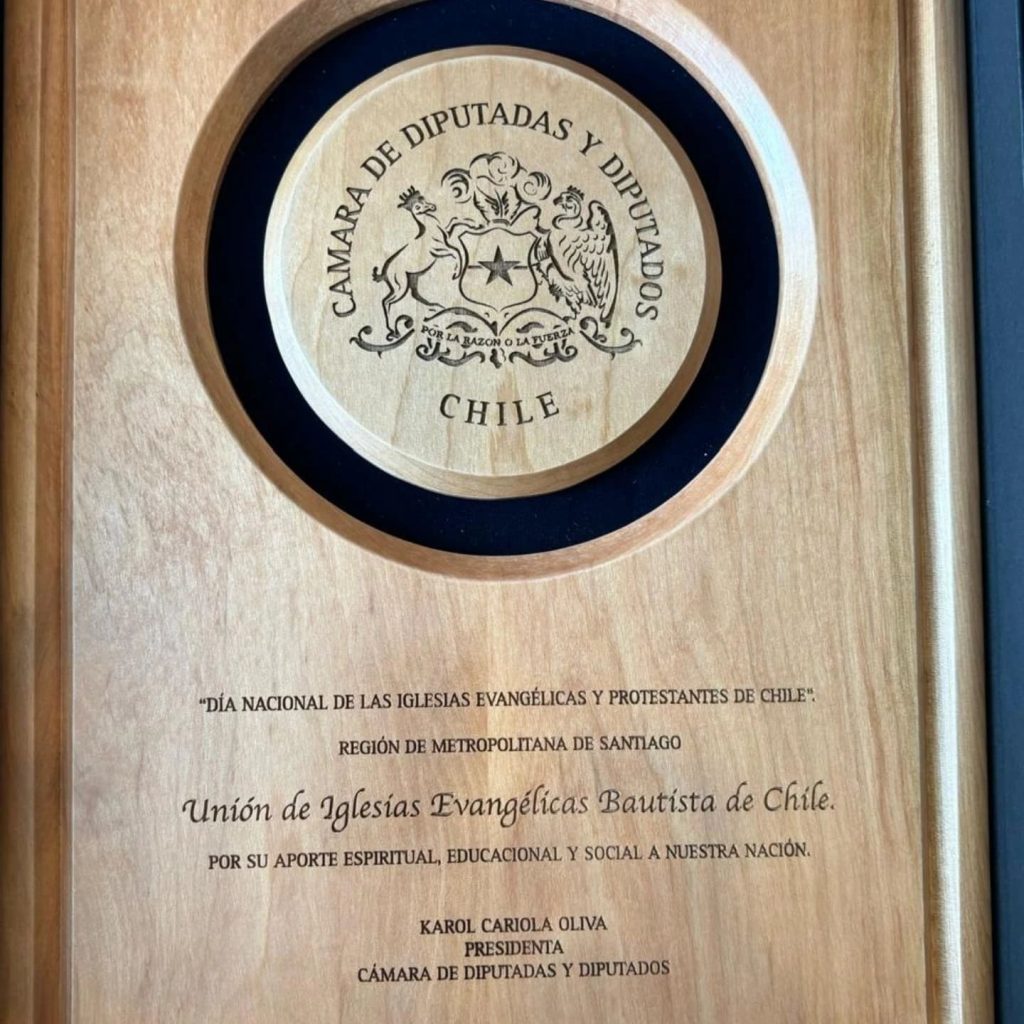 CAMARA DE DIPUTADAS Y DIPUTADOS
POR LA RAZON O LA FUERZA
CHILE
“DÍA NACIONAL DE LAS IGLESIAS EVANGÉLICAS Y PROTESTANTES DE CHILE”.
REGIÓN DE METROPOLITANA DE SANTIAGO
Unión de Iglesias Evangélicas Bautista de Chile.
POR SU APORTE ESPIRITUAL, EDUCACIONAL Y SOCIAL A NUESTRA NACIÓN.
KAROL CARIOLA OLIVA
PRESIDENTA
CÁMARA DE DIPUTADAS Y DIPUTADOS